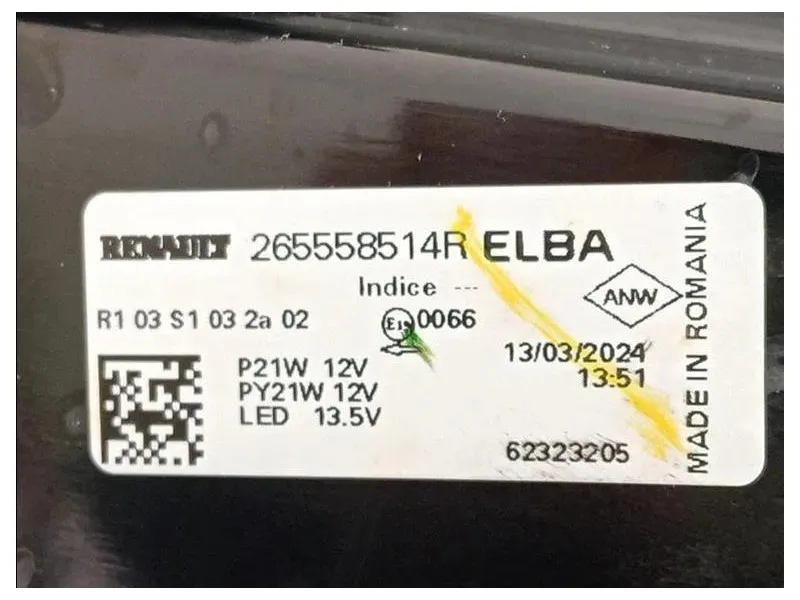 RENAULT 265558514R ELBA
Indice ---
ANW
R1 03 S1 03 2a 02
E19 0066
13/03/2024
13:51
P21W 12V
PY21W 12V
LED 13.5V
62323205
MADE IN ROMANIA